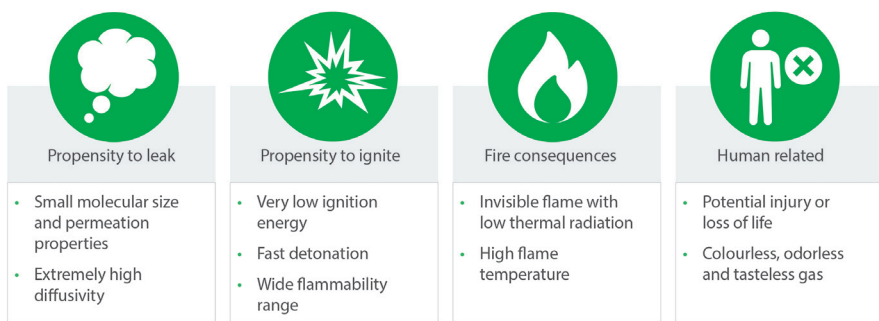 Propensity to leak
• Small molecular size
and permeation
properties
• Extremely high
diffusivity
Propensity to ignite
• Very low ignition
energy
• Fast detonation
• Wide flammability
range
Fire consequences
• Invisible flame with
low thermal radiation
• High flame
temperature
Human related
• Potential injury or
loss of life
• Colourless, odorless
and tasteless gas